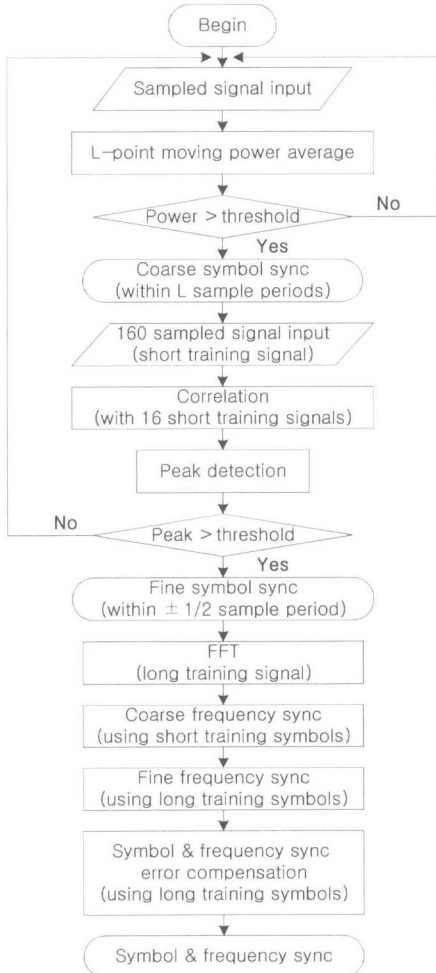 Begin
Sampled signal input
L-point moving power average
Power > threshold
No
Yes
Coarse symbol sync
(within L sample periods)
160 sampled signal input
(short training signal)
Correlation
(with 16 short training signals)
Peak detection
No
Peak > threshold
Yes
Fine symbol sync
(within ± 1/2 sample period)
FFT
(long training signal)
Coarse frequency sync
(using short training symbols)
Fine frequency sync
(using long training symbols)
Symbol & frequency sync
error compensation
(using long training symbols)
Symbol & frequency sync